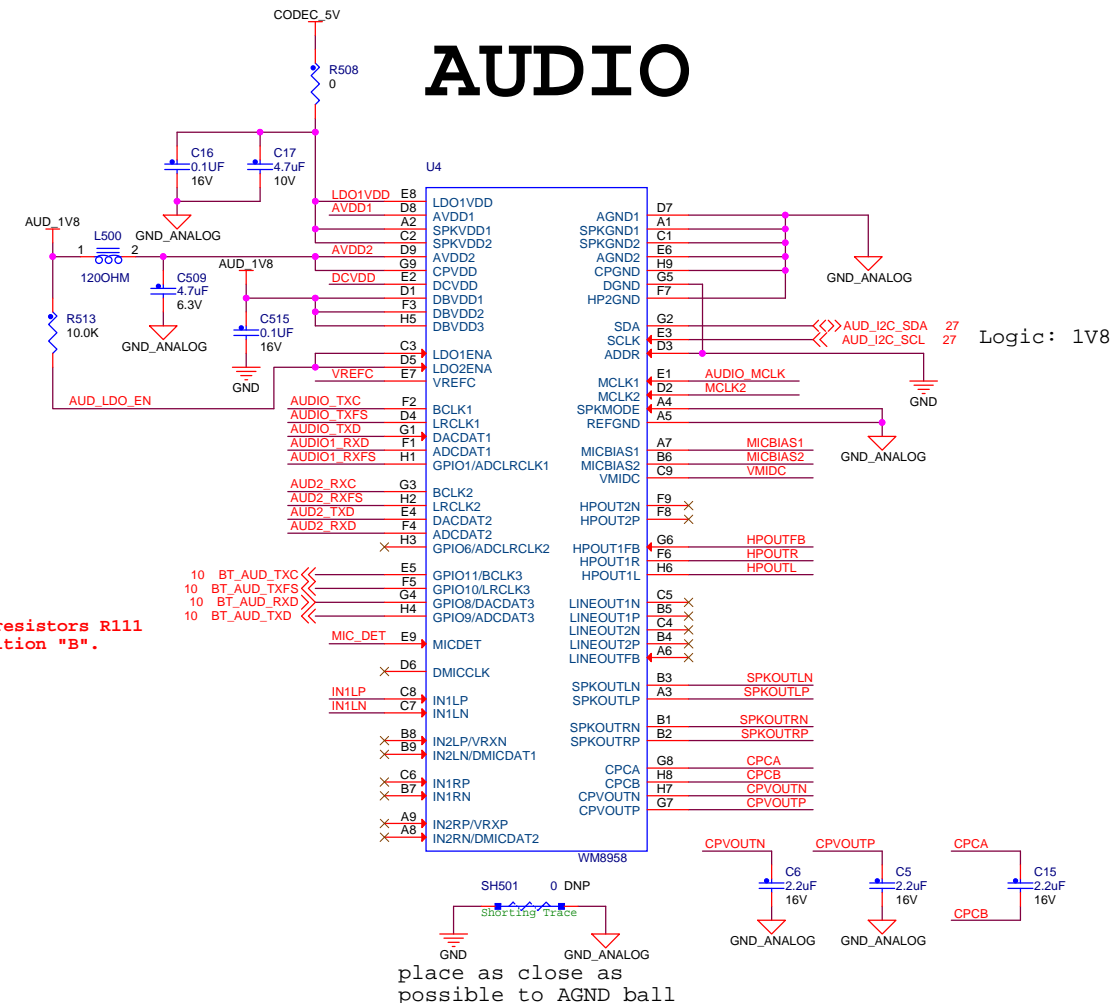 CODEC_5V
AUDIO
R508
0
C16
0.1UF
16V
C17
4.7uF
10V
U4
GND_ANALOG
AUD_1V8
L500
1 2
120OHM
C509
4.7uF
6.3V
GND_ANALOG
R513
10.0K
AUD_1V8
C515
0.1UF
16V
GND
AUD_LDO_EN
LDO1VDD E8 LDO1VDD
AVDD1 D8 AVDD1
A2 SPKVDD1
C2 SPKVDD2
AVDD2 D9 AVDD2
G9 CPVDD
DCVDD E2 DCVDD
D1 DBVDD1
F3 DBVDD2
H5 DBVDD3
C3 LDO1ENA
D5 LDO2ENA
VREFC E7 VREFC
AUDIO_TXC F2 BCLK1
AUDIO_TXFS D4 LRCLK1
AUDIO_TXD G1 DACDAT1
AUDIO1_RXD F1 ADCDAT1
AUDIO1_RXFS H1 GPIO1/ADCLRCLK1
AUD2_RXC G3 BCLK2
AUD2_RXFS H2 LRCLK2
AUD2_TXD E4 DACDAT2
AUD2_RXD F4 ADCDAT2
H3 GPIO6/ADCLRCLK2
10 BT_AUD_TXC E5 GPIO11/BCLK3
10 BT_AUD_TXFS F5 GPIO10/LRCLK3
10 BT_AUD_RXD G4 GPIO8/DACDAT3
10 BT_AUD_TXD H4 GPIO9/ADCDAT3
resistors R111
ition "B".
MIC_DET E9 MICDET
D6 DMICCLK
IN1LP C8 IN1LP
IN1LN C7 IN1LN
B8 IN2LP/VRXN
B9 IN2LN/DMICDAT1
C6 IN1RP
B7 IN1RN
A9 IN2RP/VRXP
A8 IN2RN/DMICDAT2
AGND1 D7
SPKGND1 A1
SPKGND2 C1
AGND2 E6
CPGND H9
DGND G5
HP2GND F7
GND_ANALOG
SDA G2 AUD_I2C_SDA 27
SCLK E3 AUD_I2C_SCL 27
Logic: 1V8
ADDR D3
GND
MCLK1 E1 AUDIO_MCLK
MCLK2 D2 MCLK2
SPKMODE A4
REFGND A5
GND_ANALOG
MICBIAS1 A7 MICBIAS1
MICBIAS2 B6 MICBIAS2
VMIDC C9 VMIDC
HPOUT2N F9
HPOUT2P F8
HPOUT1FB G6 HPOUTFB
HPOUT1R F6 HPOUTR
HPOUT1L H6 HPOUTL
LINEOUT1N C5
LINEOUT1P B5
LINEOUT2N C4
LINEOUT2P B4
LINEOUTFB A6
SPKOUTLN B3 SPKOUTLN
SPKOUTLP A3 SPKOUTLP
SPKOUTRN B1 SPKOUTRN
SPKOUTRP B2 SPKOUTRP
CPCA G8 CPCA
CPCB H8 CPCB
CPVOUTN H7 CPVOUTN
CPVOUTP G7 CPVOUTP
WM8958
SH501 0 DNP
Shorting Trace
GND
GND_ANALOG
place as close as
possible to AGND ball
CPVOUTN
C6
2.2uF
16V
GND_ANALOG
CPVOUTP
C5
2.2uF
16V
GND_ANALOG
CPCA
C15
2.2uF
16V
CPCB